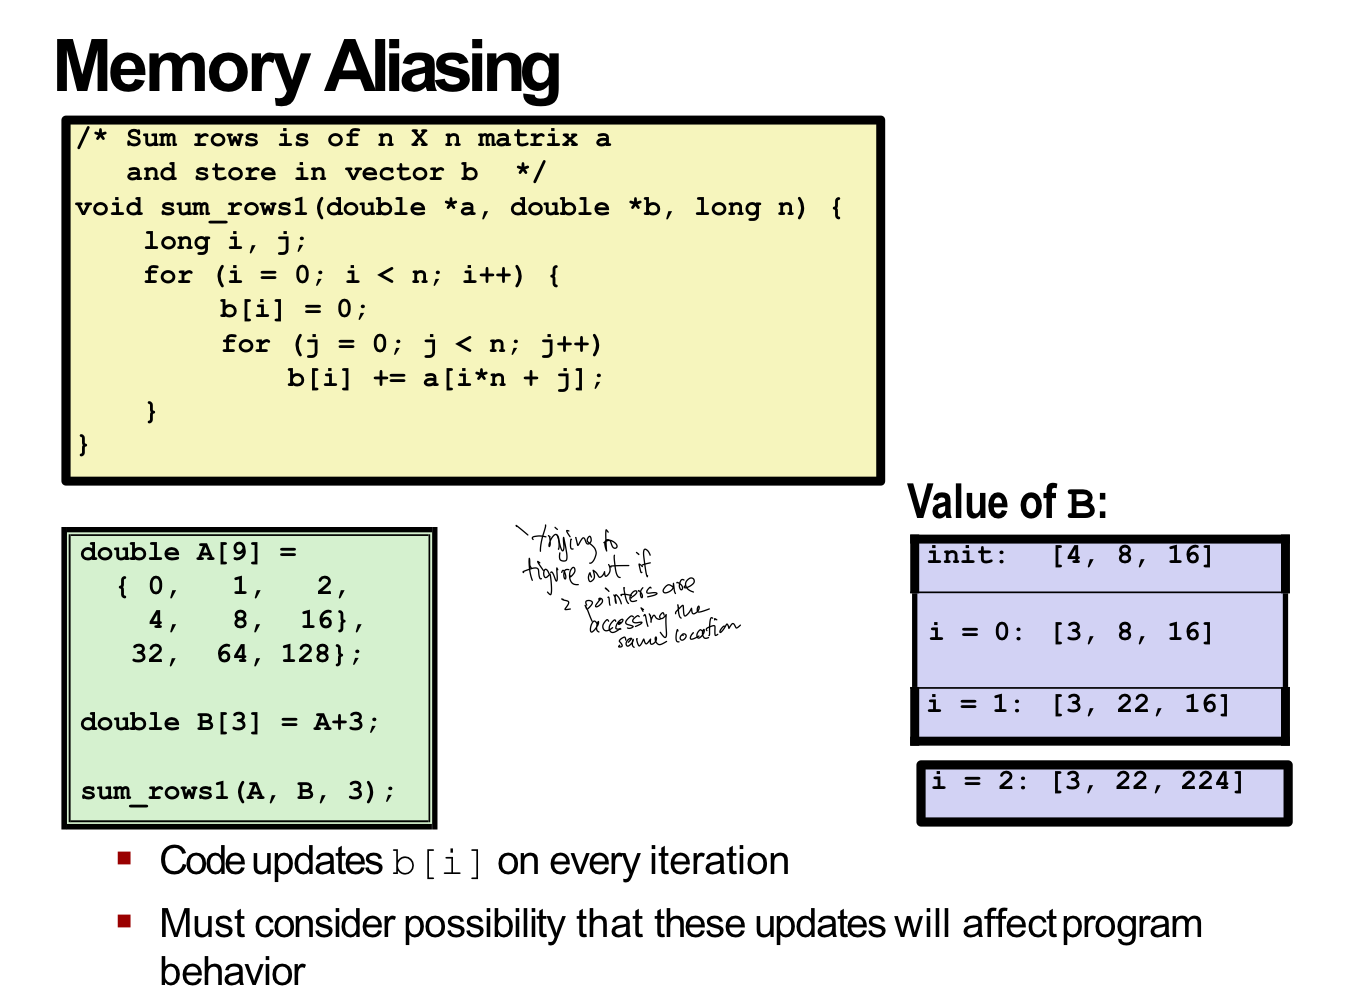 Memory Aliasing
/* Sum rows is of n X n matrix a
and store in vector b */
void sum_rows1(double *a, double *b, long n) {
long i, j;
for (i = 0; i < n; i++) {
b[i] = 0;
for (j = 0; j < n; j++)
b[i] += a[i*n + j];
}
}
double A[9] =
{ 0, 1, 2,
4, 8, 16},
32, 64, 128};
double B[3] = A+3;
sum_rows1(A, B, 3);
trying to
figure out if
2 pointers are
accessing the
same location
Value of B:
init: [4, 8, 16]
i = 0: [3, 8, 16]
i = 1: [3, 22, 16]
i = 2: [3, 22, 224]
Code updates b[i] on every iteration
Must consider possibility that these updates will affect program
behavior